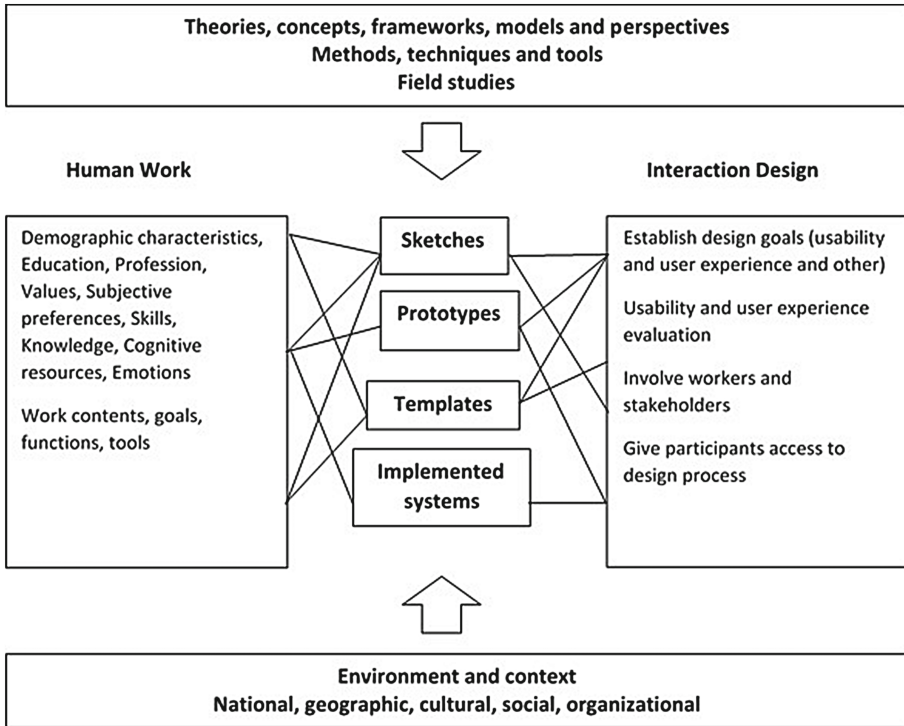 Theories, concepts, frameworks, models and perspectives
Methods, techniques and tools
Field studies
Human Work
Interaction Design
Demographic characteristics,
Education, Profession,
Values, Subjective
preferences, Skills,
Knowledge, Cognitive
resources, Emotions
Work contents, goals,
functions, tools
Sketches
Prototypes
Templates
Implemented
systems
Establish design goals (usability
and user experience and other)
Usability and user experience
evaluation
Involve workers and
stakeholders
Give participants access to
design process
Environment and context
National, geographic, cultural, social, organizational